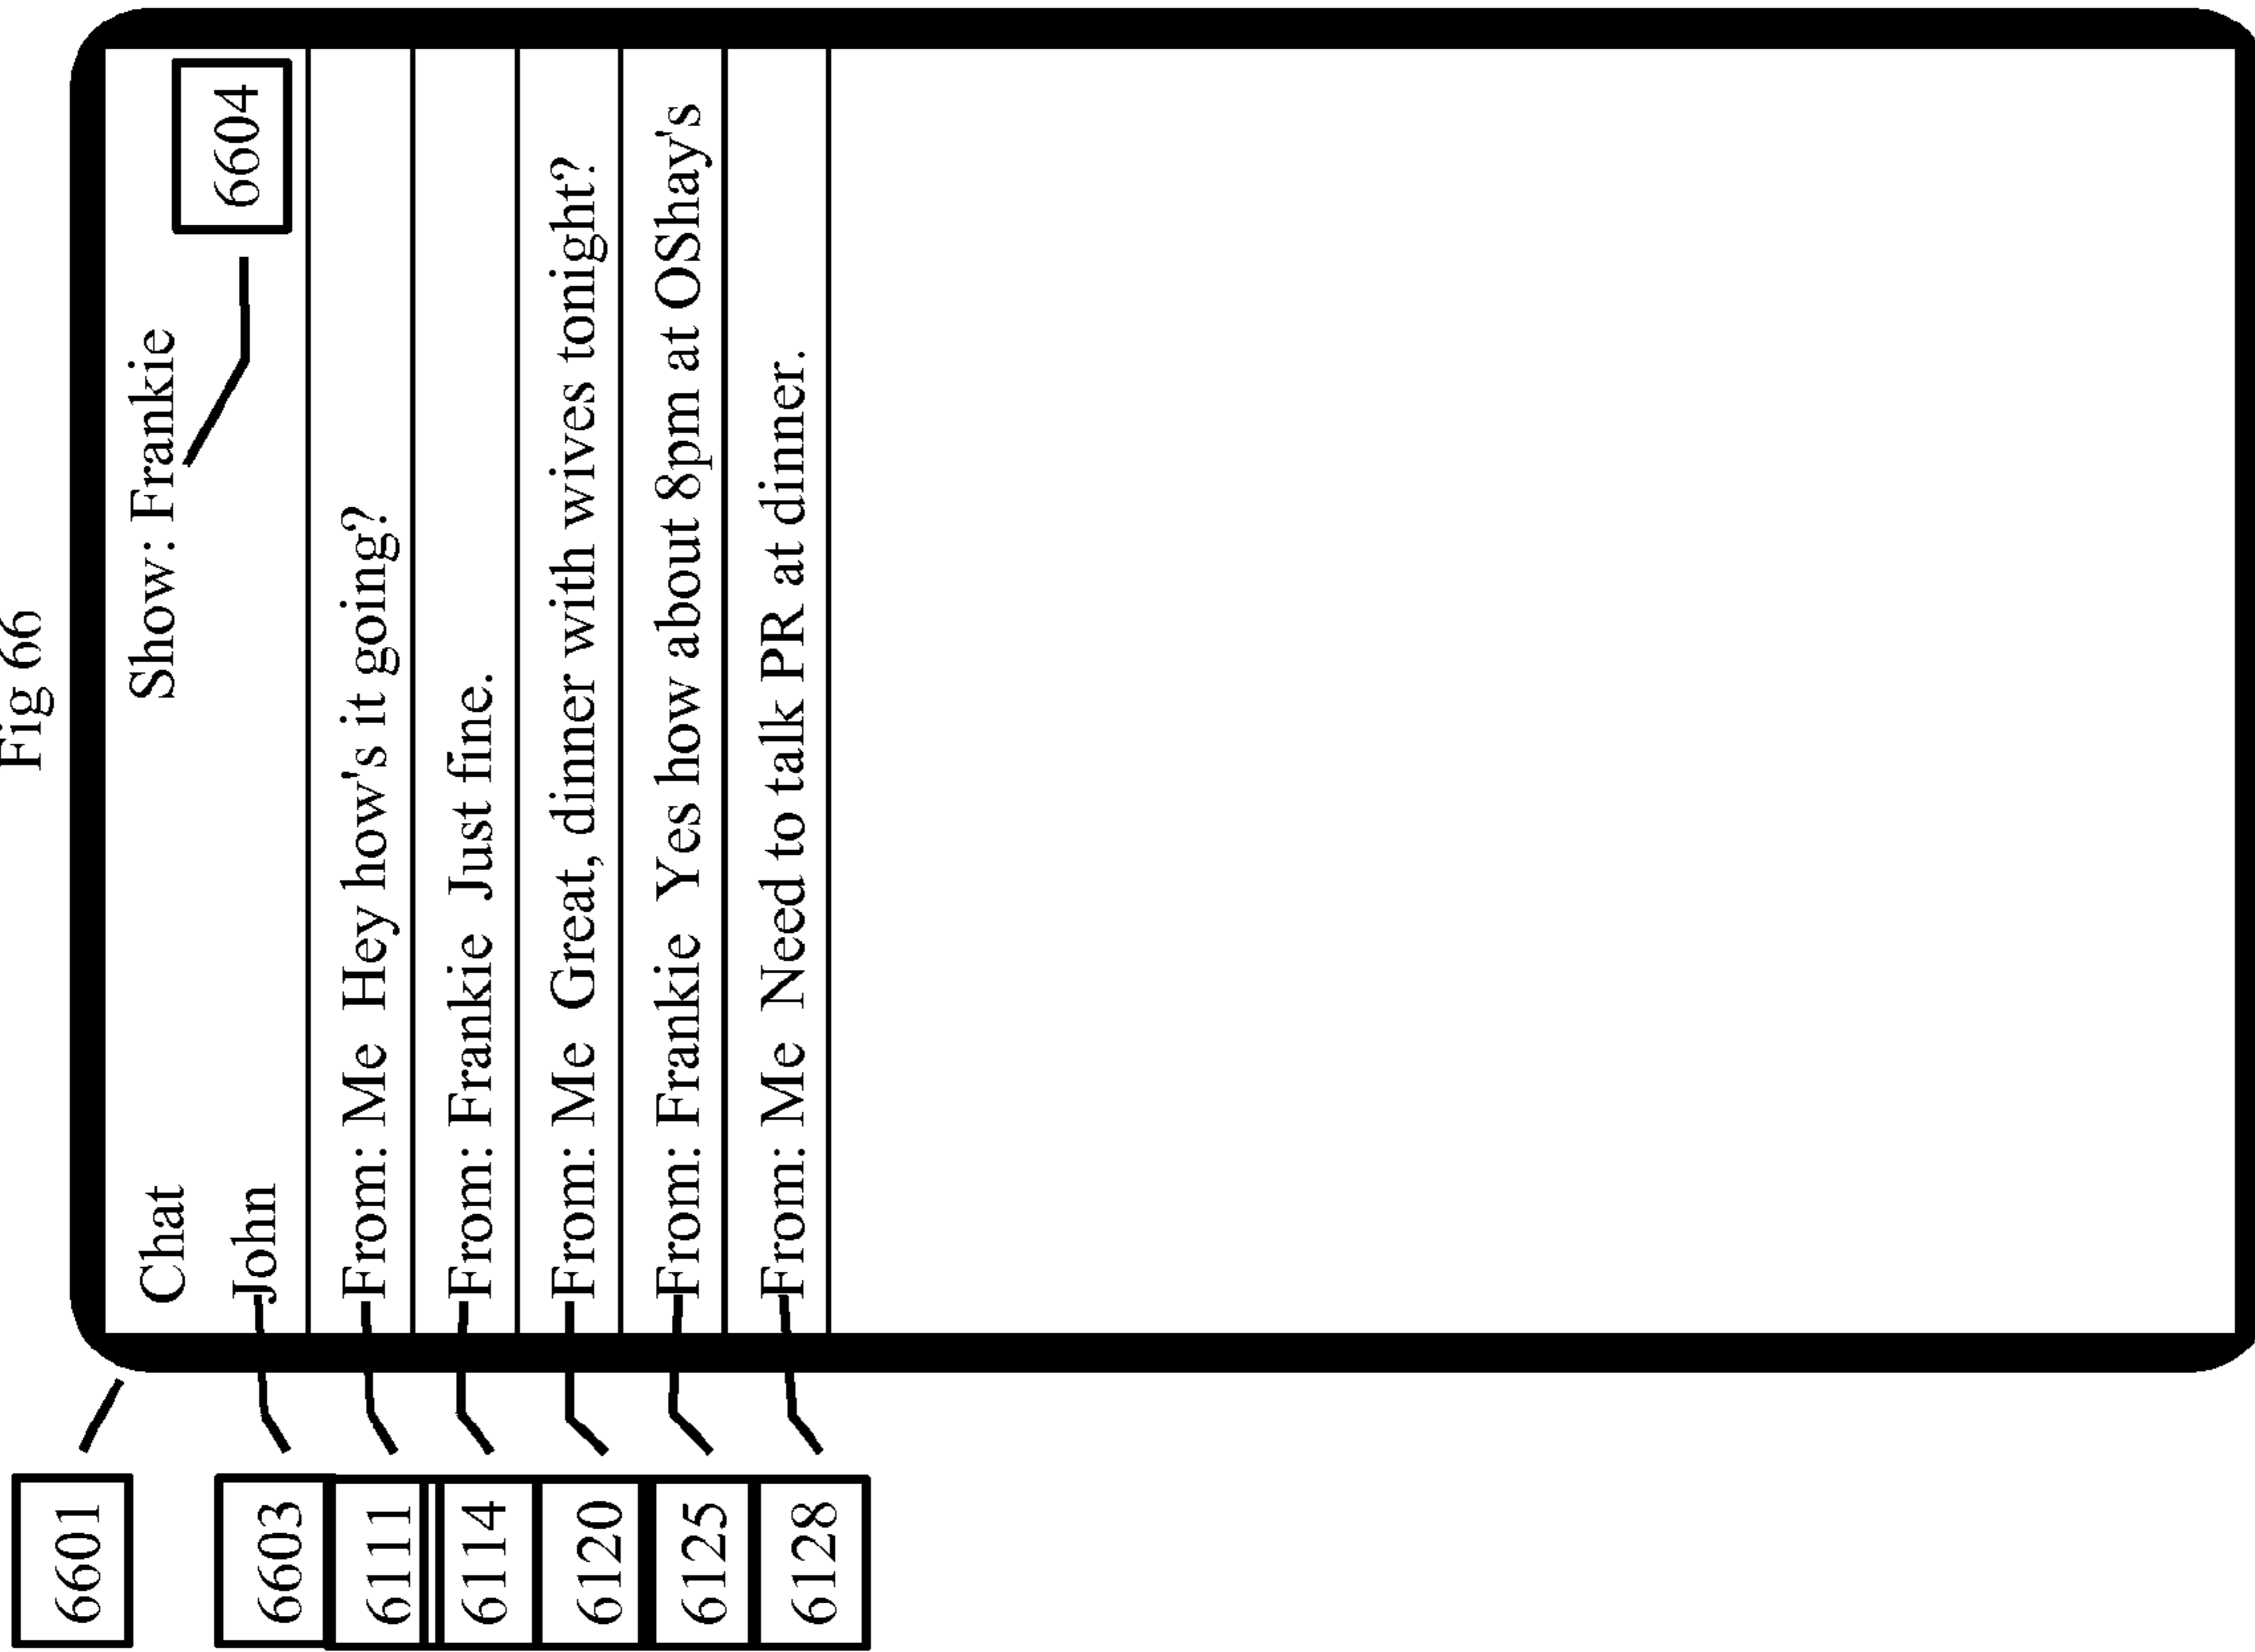 Fig 66
Chat Show: Frankie
6601
John
6603
6604
From: Me Hey how's it going?
6111
From: Frankie Just fine.
6114
From: Me Great, dinner with wives tonight?
6120
From: Frankie Yes how about 8pm at OShay's
6125
From: Me Need to talk PR at dinner.
6128